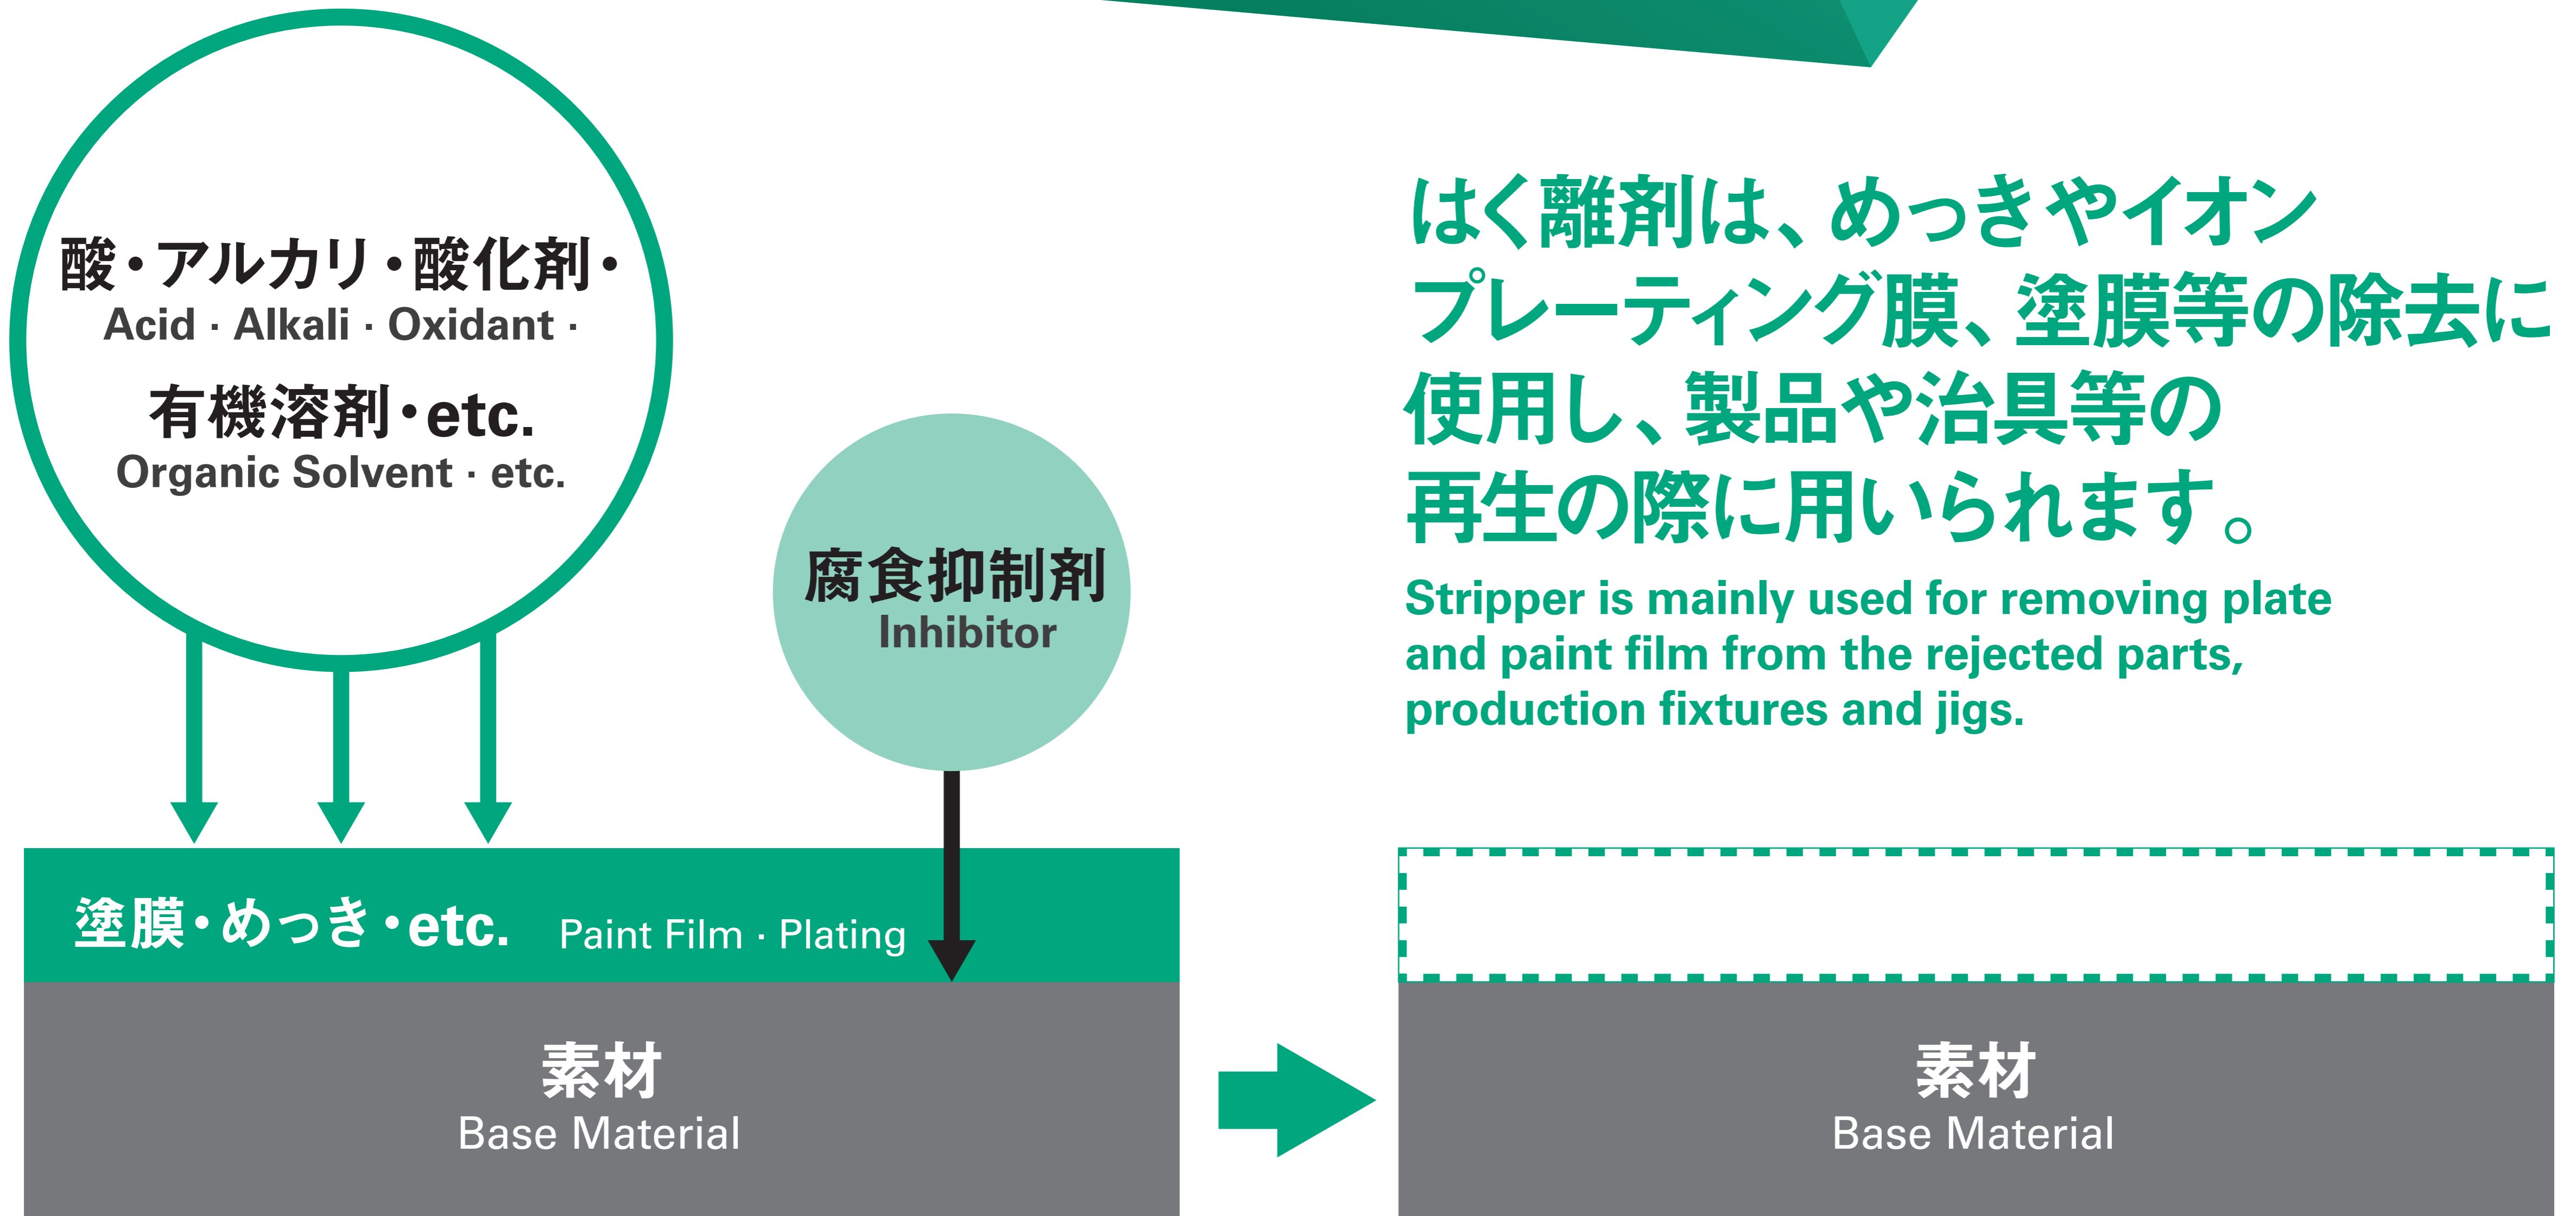 酸・アルカリ・酸化剤・
Acid · Alkali · Oxidant ·
有機溶剤・etc.
Organic Solvent · etc.
腐食抑制剤
Inhibitor
はく離剤は、めっきやイオン
プレーティング膜、塗膜等の除去に
使用し、製品や治具等の
再生の際に用いられます。
Stripper is mainly used for removing plate
and paint film from the rejected parts,
production fixtures and jigs.
塗膜・めっき・etc. Paint Film · Plating
素材
Base Material
素材
Base Material